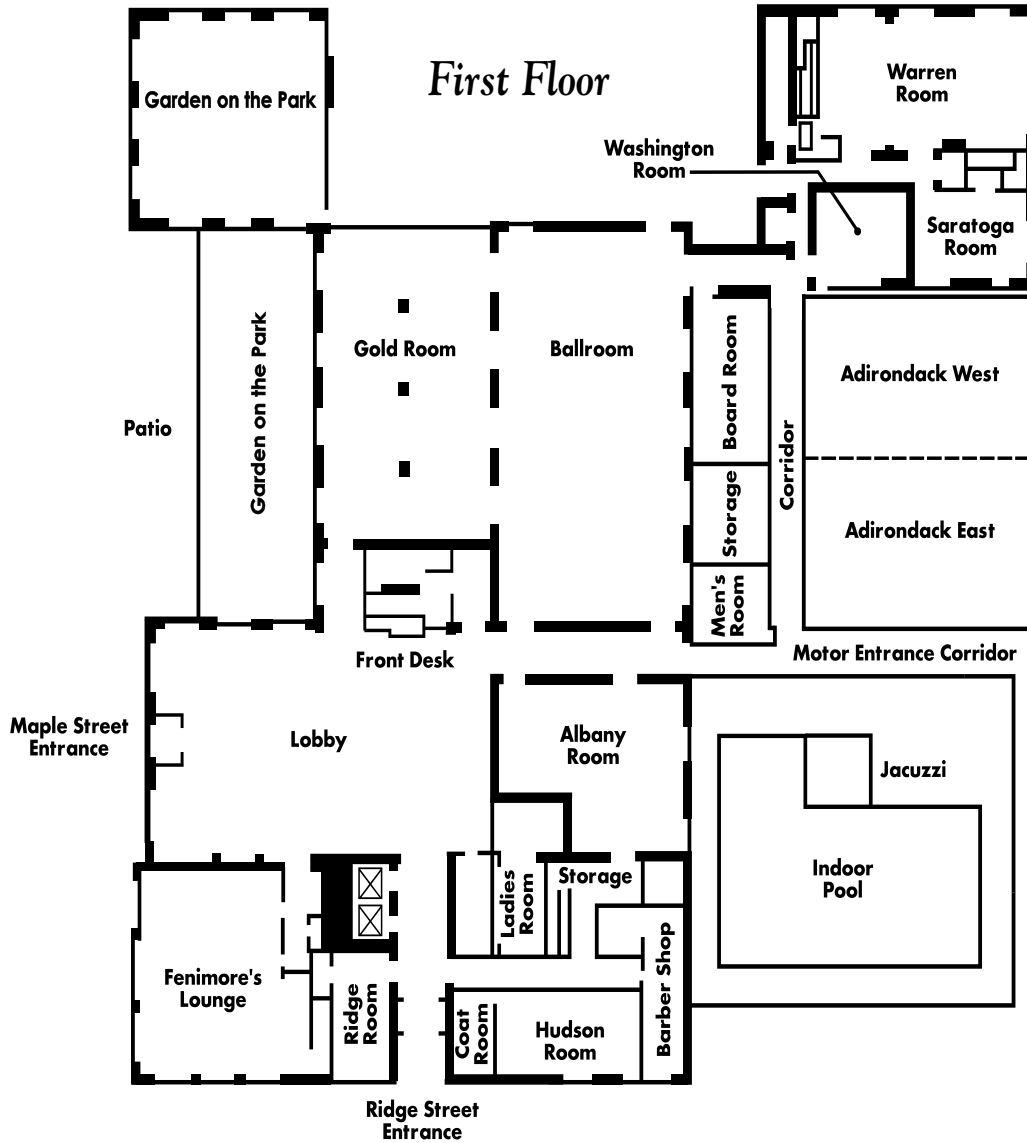 First Floor
Garden on the Park
Warren
Room
Washington
Room
Saratoga
Room
Garden on the Park
Gold Room
Ballroom
Board Room
Adirondack West
Patio
Corridor
Storage
Adirondack East
Men's
Room
Front Desk
Motor Entrance Corridor
Maple Street
Entrance
Lobby
Albany
Room
Jacuzzi
Indoor
Pool
Storage
Ladies
Room
Fenimore's
Lounge
Ridge
Room
Coat
Room
Hudson
Room
Barber Shop
Ridge Street
Entrance